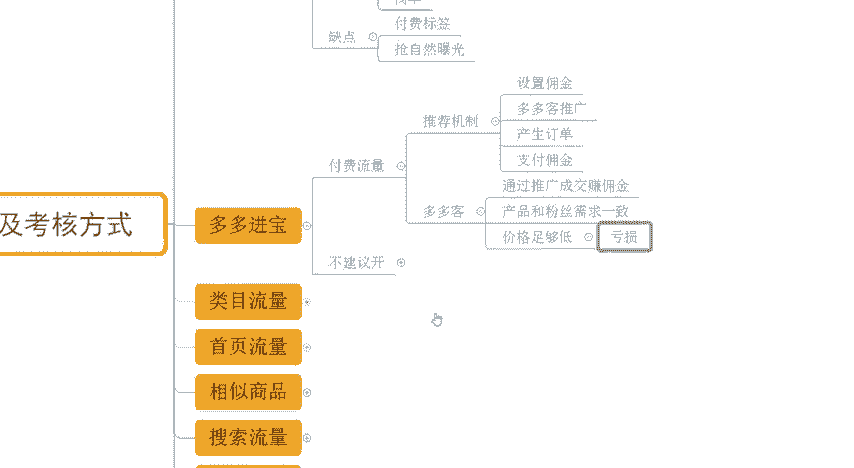 付费标签
缺点
抢自然曝光
设置佣金
多多客推广
推荐机制
产生订单
支付佣金
付费流量
通过推广成交赚佣金
多多客
产品和粉丝需求一致
价格足够低
亏损
及考核方式
多多进宝
不建议开
类目流量
首页流量
相似商品
搜索流量